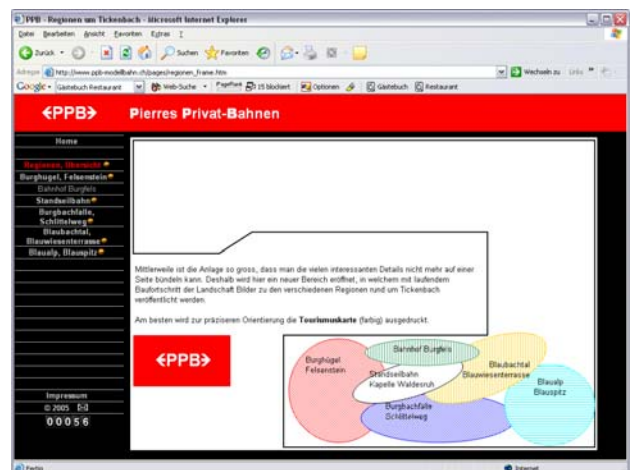 PPB - Regionen um Tickenbach - Microsoft Internet Explorer
Datei Bearbeiten Ansicht Favoriten Extras ?
Zurück Suchen Favoriten
Adresse http://www.ppb-modellbahn.ch/pages/regionen_frame.htm Wechseln zu Links
Google Gästebuch Restaurant Web-Suche PageRank 15 blockiert Optionen Gästebuch Restaurant
PPB Pierres Privat-Bahnen
Home
Regionen, Übersicht
Burghügel, Felsenstein
Bahnhof Burgfels
Standseilbahn
Burgbachfälle,
Schlittelweg
Blaubachtal,
Blauwiesenterrasse
Blaualp, Blauspitz
Impressum
© 2005
00056
Mittlerweile ist die Anlage so gross, dass man die vielen interessanten Details nicht mehr auf einer
Seite bündeln kann. Deshalb wird hier ein neuer Bereich eröffnet, in welchem mit laufendem
Baufortschritt der Landschaft Bilder zu den verschiedenen Regionen rund um Tickenbach
veröffentlicht werden.
Am besten wird zur präziseren Orientierung die Tourismuskarte (farbig) ausgedruckt.
PPB
Burghügel
Felsenstein
Bahnhof Burgfels
Standseilbahn
Kapelle Waldesruh
Blaubachtal
Blauwiesenterrasse
Blaualp
Blauspitz
Burgbachfälle
Schlittelweg
Fertig Internet